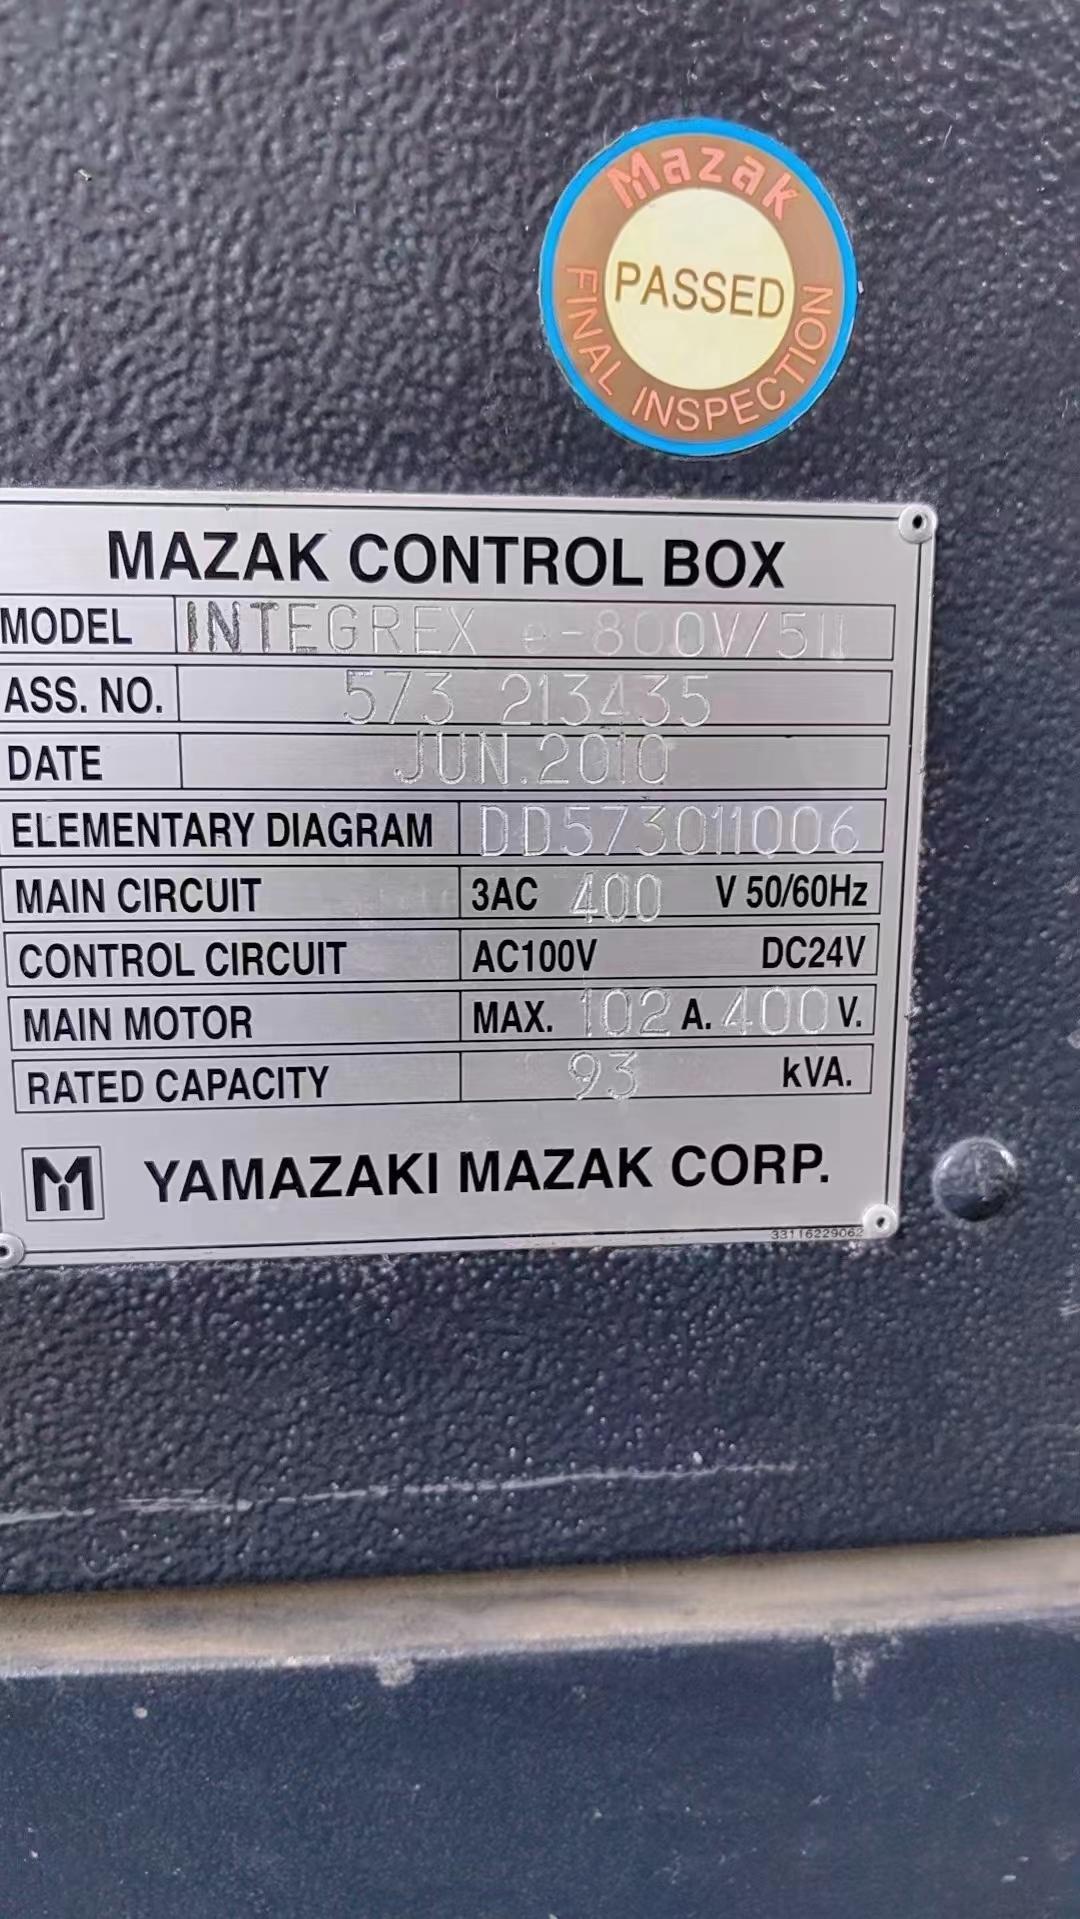 Mazak
PASSED
FINAL INSPECTION
MAZAK CONTROL BOX
MODEL INTEGREX e-800V/5II
ASS. NO. 573 213435
DATE JUN.2010
ELEMENTARY DIAGRAM DD573011006
MAIN CIRCUIT 3AC 400 V 50/60Hz
CONTROL CIRCUIT AC100V DC24V
MAIN MOTOR MAX. 102 A. 400 V.
RATED CAPACITY 93 kVA.
M YAMAZAKI MAZAK CORP.
33116229062